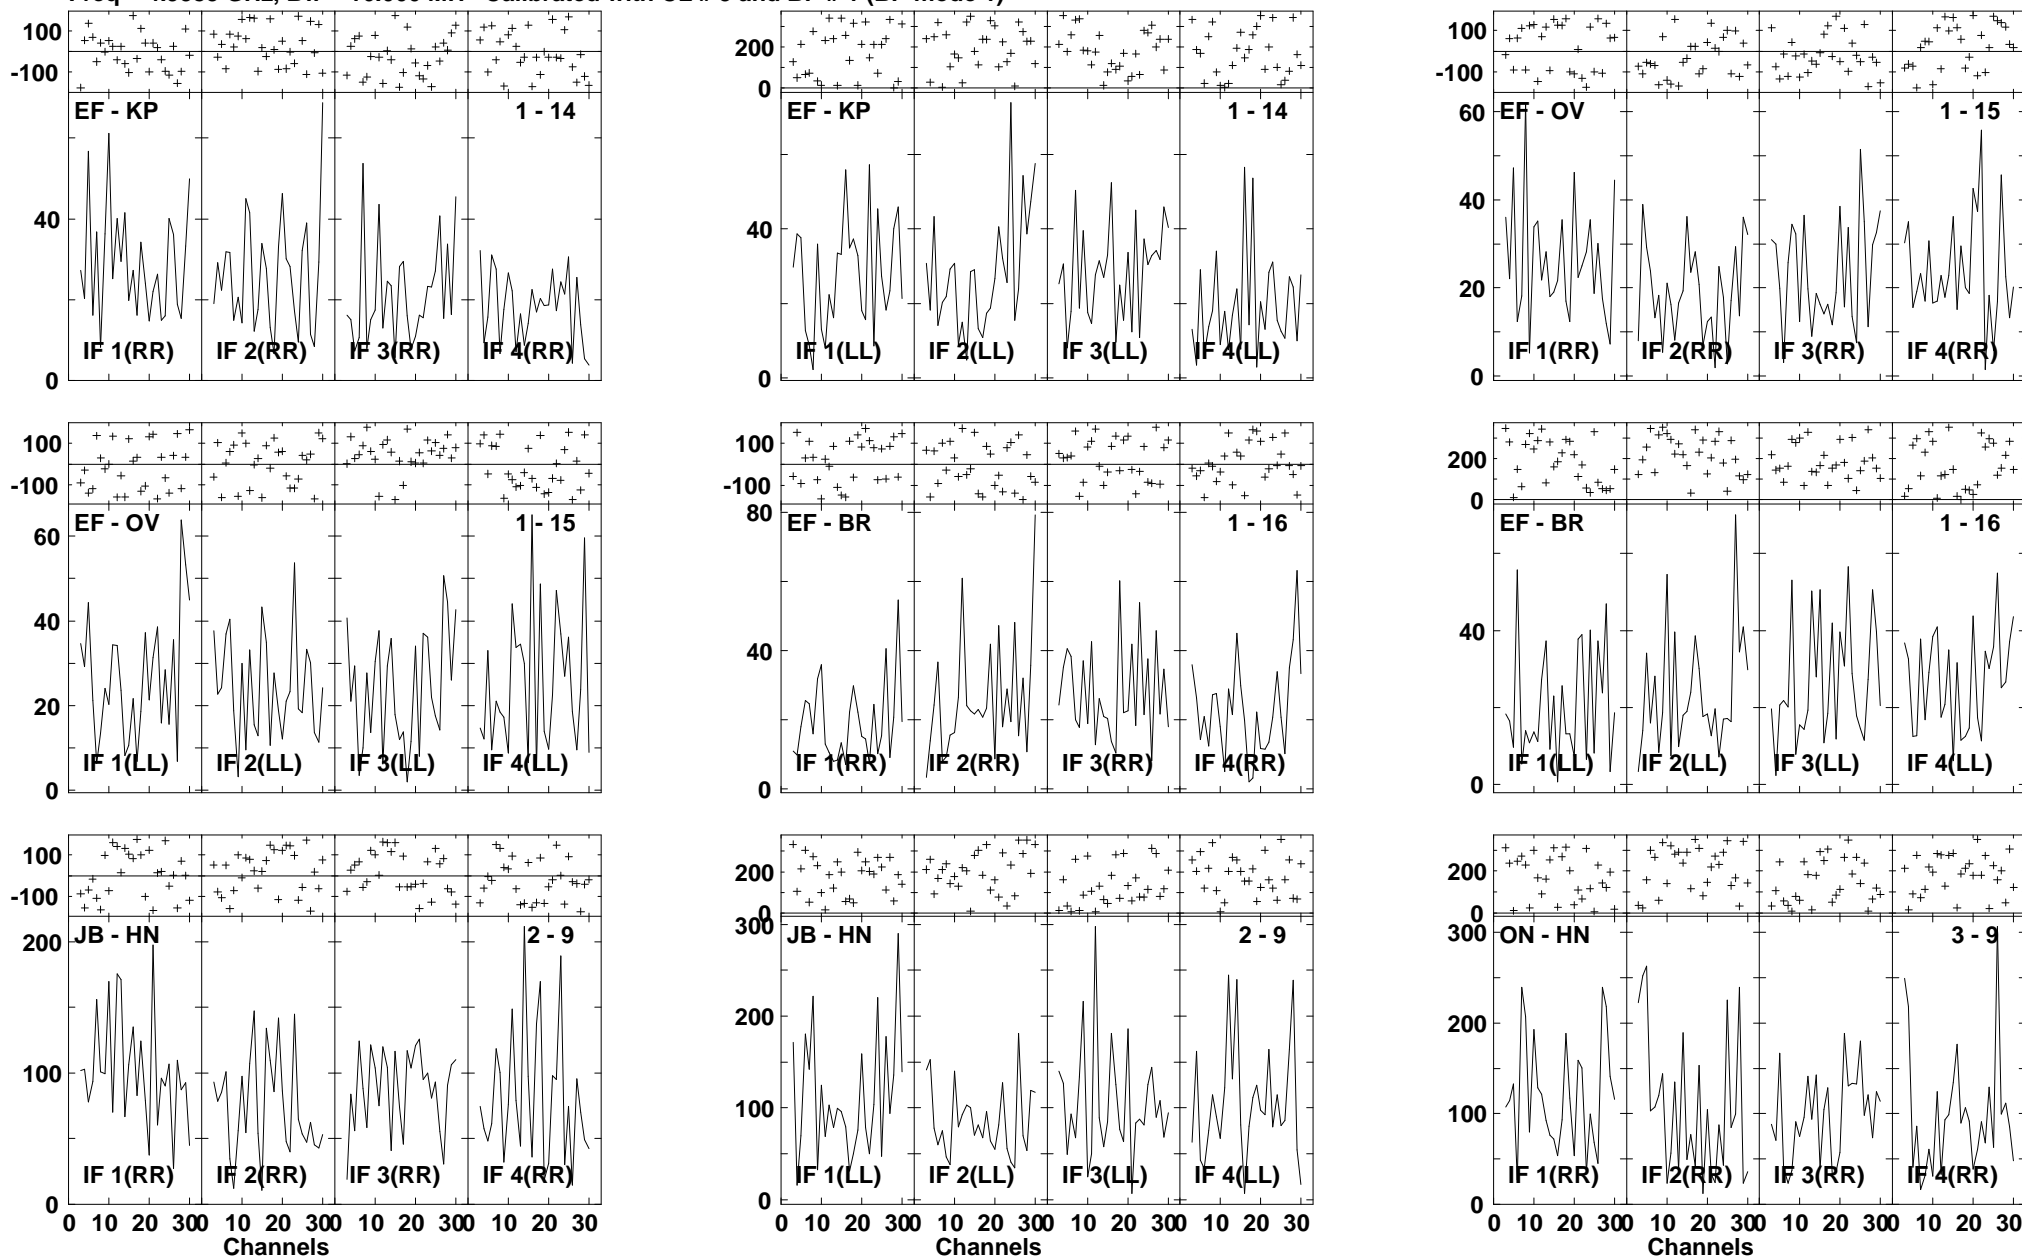 100
-100
EF - KP
1 - 14
40
0
IF 1(RR) IF 2(RR) IF 3(RR) IF 4(RR)
200
0
EF - KP
1 - 14
40
0
IF 1(LL) IF 2(LL) IF 3(LL) IF 4(LL)
100
-100
60
EF - OV
1 - 15
40
20
0
IF 1(RR) IF 2(RR) IF 3(RR) IF 4(RR)
100
-100
EF - OV
1 - 15
60
40
20
0
IF 1(LL) IF 2(LL) IF 3(LL) IF 4(LL)
100
-100
80
EF - BR
1 - 16
40
0
IF 1(RR) IF 2(RR) IF 3(RR) IF 4(RR)
200
0
EF - BR
1 - 16
40
0
IF 1(LL) IF 2(LL) IF 3(LL) IF 4(LL)
100
-100
JB - HN
2 - 9
200
100
0
IF 1(RR) IF 2(RR) IF 3(RR) IF 4(RR)
0 10 20 30 0 10 20 30 0 10 20 30 0 10 20 30
Channels
200
0
300
JB - HN
2 - 9
200
100
0
IF 1(LL) IF 2(LL) IF 3(LL) IF 4(LL)
0 10 20 30 0 10 20 30 0 10 20 30 0 10 20 30
Channels
200
0
300
ON - HN
3 - 9
200
100
0
IF 1(RR) IF 2(RR) IF 3(RR) IF 4(RR)
0 10 20 30 0 10 20 30 0 10 20 30 0 10 20 30
Channels